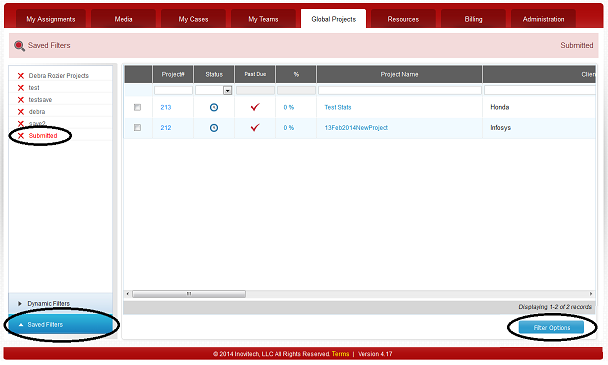 My Assignments Media My Cases My Teams Global Projects Resources Billing Administration
Saved Filters Submitted
Debra Rozier Projects
test
testsave
debra
save2
Submitted
Project# Status Past Due % Project Name Clien
213 0 % Test Stats Honda
212 0 % 13Feb2014NewProject Infosys
Dynamic Filters
Displaying 1-2 of 2 records
Saved Filters
Filter Options
© 2014 Inovitech, LLC All Rights Reserved. Terms | Version 4.17